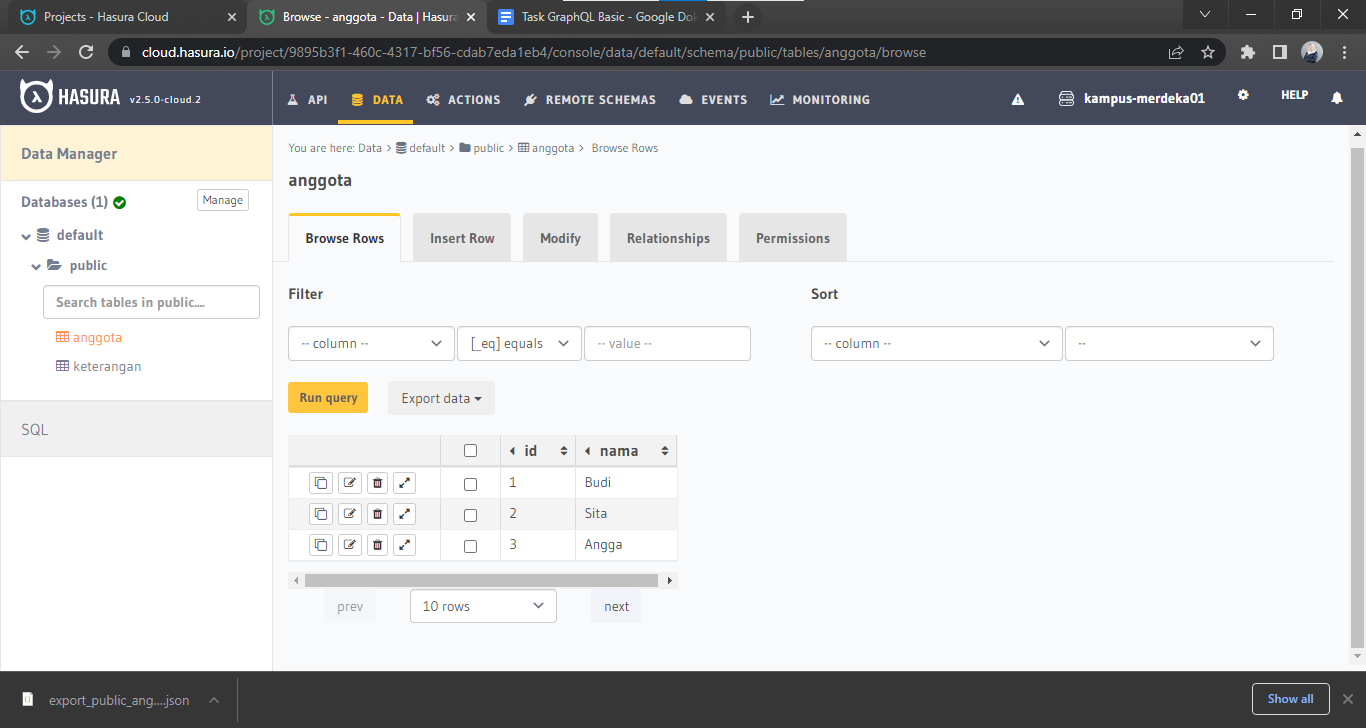 Projects - Hasura Cloud
Browse - anggota - Data | Hasura
Task GraphQL Basic - Google Dok
cloud.hasura.io/project/9895b3f1-460c-4317-bf56-cdab7eda1eb4/console/data/default/schema/public/tables/anggota/browse
HASURA v2.5.0-cloud.2
API DATA ACTIONS REMOTE SCHEMAS EVENTS MONITORING kampus-merdeka01 HELP
Data Manager
Databases (1) Manage
default
public
Search tables in public....
anggota
keterangan
SQL
You are here: Data > default > public > anggota > Browse Rows
anggota
Browse Rows Insert Row Modify Relationships Permissions
Filter Sort
-- column -- [_eq] equals -- value -- -- column -- --
Run query Export data
id nama
1 Budi
2 Sita
3 Angga
prev 10 rows next
export_public_ang....json Show all